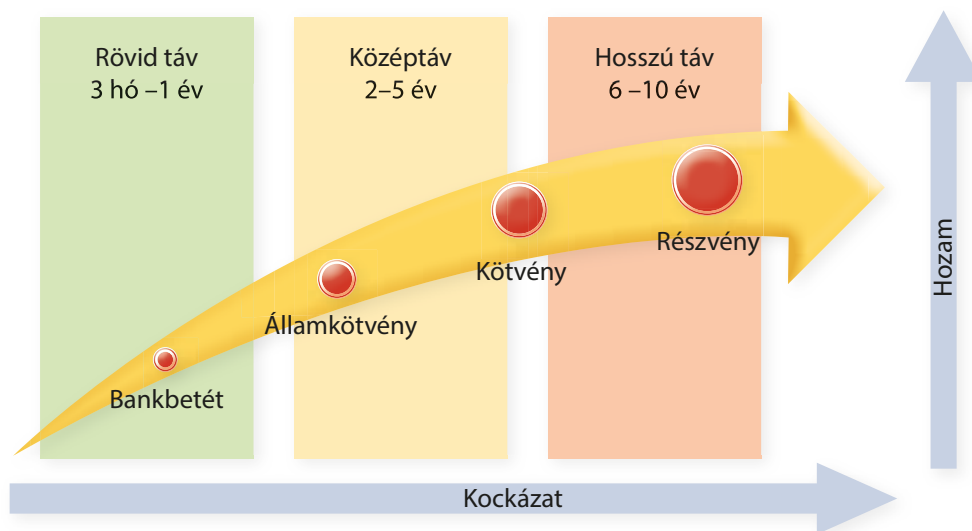 Rövid táv
3 hó –1 év
Középtáv
2–5 év
Hosszú táv
6 –10 év
Részvény
Kötvény
Államkötvény
Bankbetét
Kockázat
Hozam